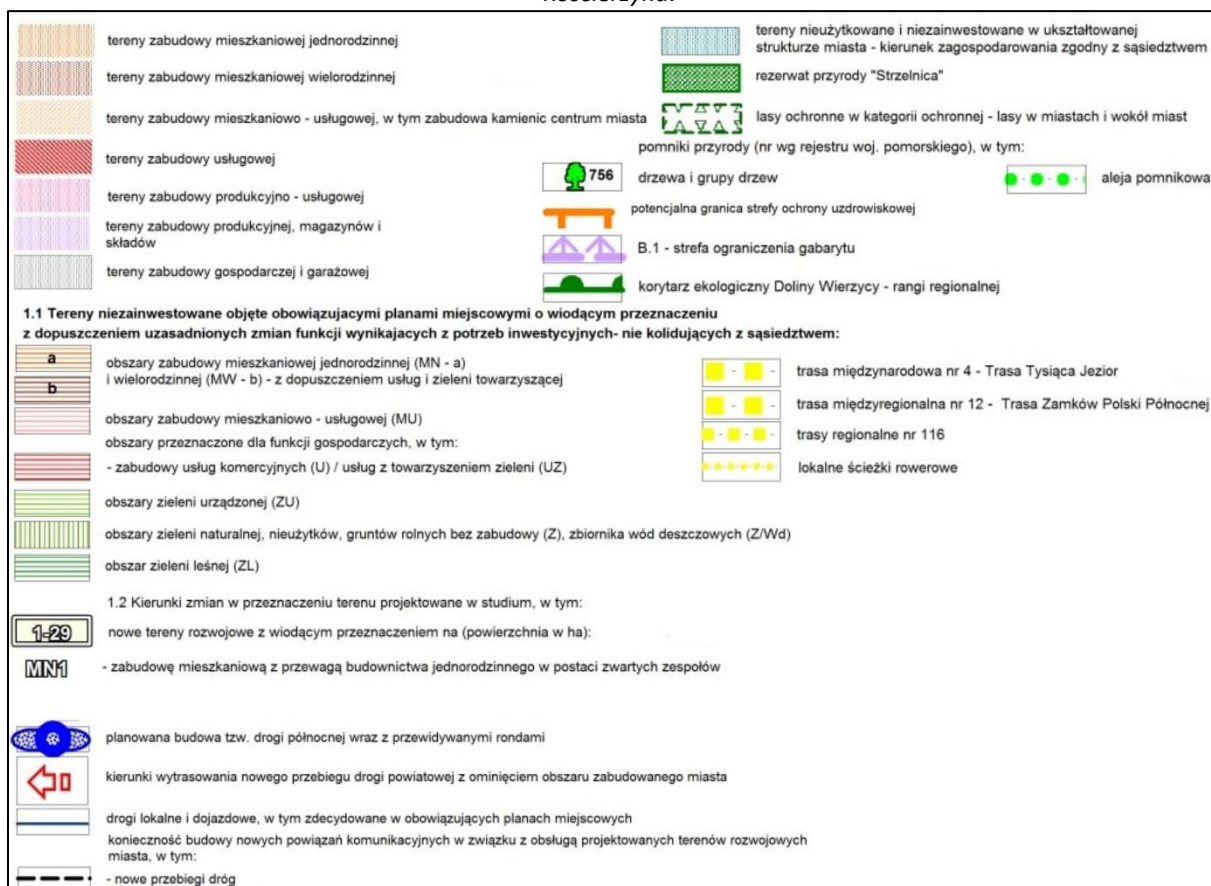 Kościerzyna.
tereny zabudowy mieszkaniowej jednorodzinnej
tereny zabudowy mieszkaniowej wielorodzinnej
tereny zabudowy mieszkaniowo - usługowej, w tym zabudowa kamienic centrum miasta
tereny zabudowy usługowej
tereny zabudowy produkcyjno - usługowej
tereny zabudowy produkcyjnej, magazynów i
składów
tereny zabudowy gospodarczej i garażowej
tereny nieużytkowane i niezainwestowane w ukształtowanej
strukturze miasta - kierunek zagospodarowania zgodny z sąsiedztwem
rezerwat przyrody "Strzelnica"
lasy ochronne w kategorii ochronnej - lasy w miastach i wokół miast
pomniki przyrody (nr wg rejestru woj. pomorskiego), w tym:
756 drzewa i grupy drzew
aleja pomnikowa
potencjalna granica strefy ochrony uzdrowiskowej
B.1 - strefa ograniczenia gabarytu
korytarz ekologiczny Doliny Wierzycy - rangi regionalnej
1.1 Tereny niezainwestowane objęte obowiązujacymi planami miejscowymi o wiodącym przeznaczeniu
z dopuszczeniem uzasadnionych zmian funkcji wynikajacych z potrzeb inwestycyjnych- nie kolidujących z sąsiedztwem:
a obszary zabudowy mieszkaniowej jednorodzinnej (MN - a)
b i wielorodzinnej (MW - b) - z dopuszczeniem usług i zieleni towarzyszącej
obszary zabudowy mieszkaniowo - usługowej (MU)
obszary przeznaczone dla funkcji gospodarczych, w tym:
- zabudowy usług komercyjnych (U) / usług z towarzyszeniem zieleni (UZ)
obszary zieleni urządzonej (ZU)
obszary zieleni naturalnej, nieużytków, gruntów rolnych bez zabudowy (Z), zbiornika wód deszczowych (Z/Wd)
obszar zieleni leśnej (ZL)
trasa międzynarodowa nr 4 - Trasa Tysiąca Jezior
trasa międzyregionalna nr 12 - Trasa Zamków Polski Północnej
trasy regionalne nr 116
lokalne ścieżki rowerowe
1.2 Kierunki zmian w przeznaczeniu terenu projektowane w studium, w tym:
1-29 nowe tereny rozwojowe z wiodącym przeznaczeniem na (powierzchnia w ha):
MN1 - zabudowę mieszkaniową z przewagą budownictwa jednorodzinnego w postaci zwartych zespołów
planowana budowa tzw. drogi północnej wraz z przewidywanymi rondami
kierunki wytrasowania nowego przebiegu drogi powiatowej z ominięciem obszaru zabudowanego miasta
drogi lokalne i dojazdowe, w tym zdecydowane w obowiązujących planach miejscowych
konieczność budowy nowych powiązań komunikacyjnych w związku z obsługą projektowanych terenów rozwojowych
miasta, w tym:
- nowe przebiegi dróg